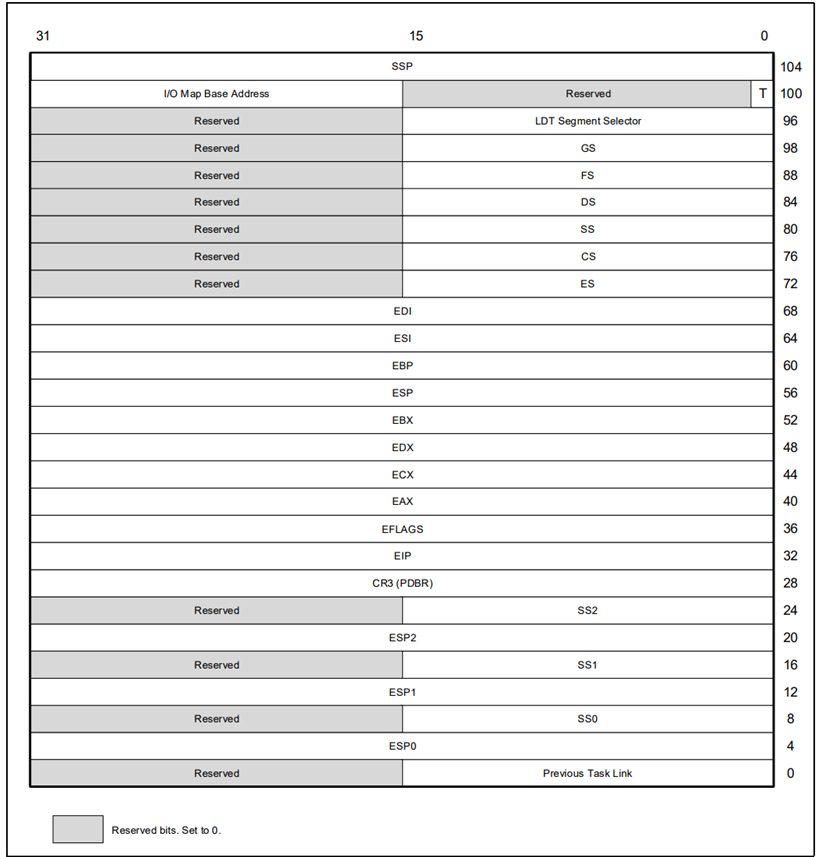 31 15 0
SSP 104
I/O Map Base Address Reserved T 100
Reserved LDT Segment Selector 96
Reserved GS 98
Reserved FS 88
Reserved DS 84
Reserved SS 80
Reserved CS 76
Reserved ES 72
EDI 68
ESI 64
EBP 60
ESP 56
EBX 52
EDX 48
ECX 44
EAX 40
EFLAGS 36
EIP 32
CR3 (PDBR) 28
Reserved SS2 24
ESP2 20
Reserved SS1 16
ESP1 12
Reserved SS0 8
ESP0 4
Reserved Previous Task Link 0
Reserved bits. Set to 0.